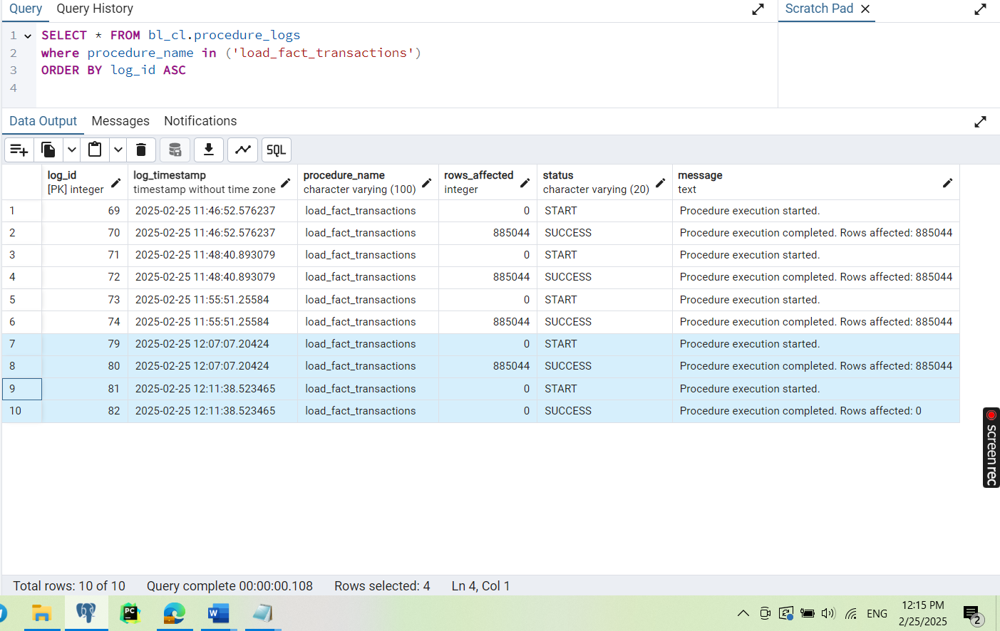 Query Query History Scratch Pad
1 SELECT * FROM bl_cl.procedure_logs
2 where procedure_name in ('load_fact_transactions')
3 ORDER BY log_id ASC
4
Data Output Messages Notifications
SQL
log_id log_timestamp procedure_name rows_affected status message
[PK] integer timestamp without time zone character varying (100) integer character varying (20) text
1 69 2025-02-25 11:46:52.576237 load_fact_transactions 0 START Procedure execution started.
2 70 2025-02-25 11:46:52.576237 load_fact_transactions 885044 SUCCESS Procedure execution completed. Rows affected: 885044
3 71 2025-02-25 11:48:40.893079 load_fact_transactions 0 START Procedure execution started.
4 72 2025-02-25 11:48:40.893079 load_fact_transactions 885044 SUCCESS Procedure execution completed. Rows affected: 885044
5 73 2025-02-25 11:55:51.25584 load_fact_transactions 0 START Procedure execution started.
6 74 2025-02-25 11:55:51.25584 load_fact_transactions 885044 SUCCESS Procedure execution completed. Rows affected: 885044
7 79 2025-02-25 12:07:07.20424 load_fact_transactions 0 START Procedure execution started.
8 80 2025-02-25 12:07:07.20424 load_fact_transactions 885044 SUCCESS Procedure execution completed. Rows affected: 885044
9 81 2025-02-25 12:11:38.523465 load_fact_transactions 0 START Procedure execution started.
10 82 2025-02-25 12:11:38.523465 load_fact_transactions 0 SUCCESS Procedure execution completed. Rows affected: 0
screenrec
Total rows: 10 of 10 Query complete 00:00:00.108 Rows selected: 4 Ln 4, Col 1
PC W ENG 12:15 PM
2/25/2025 2